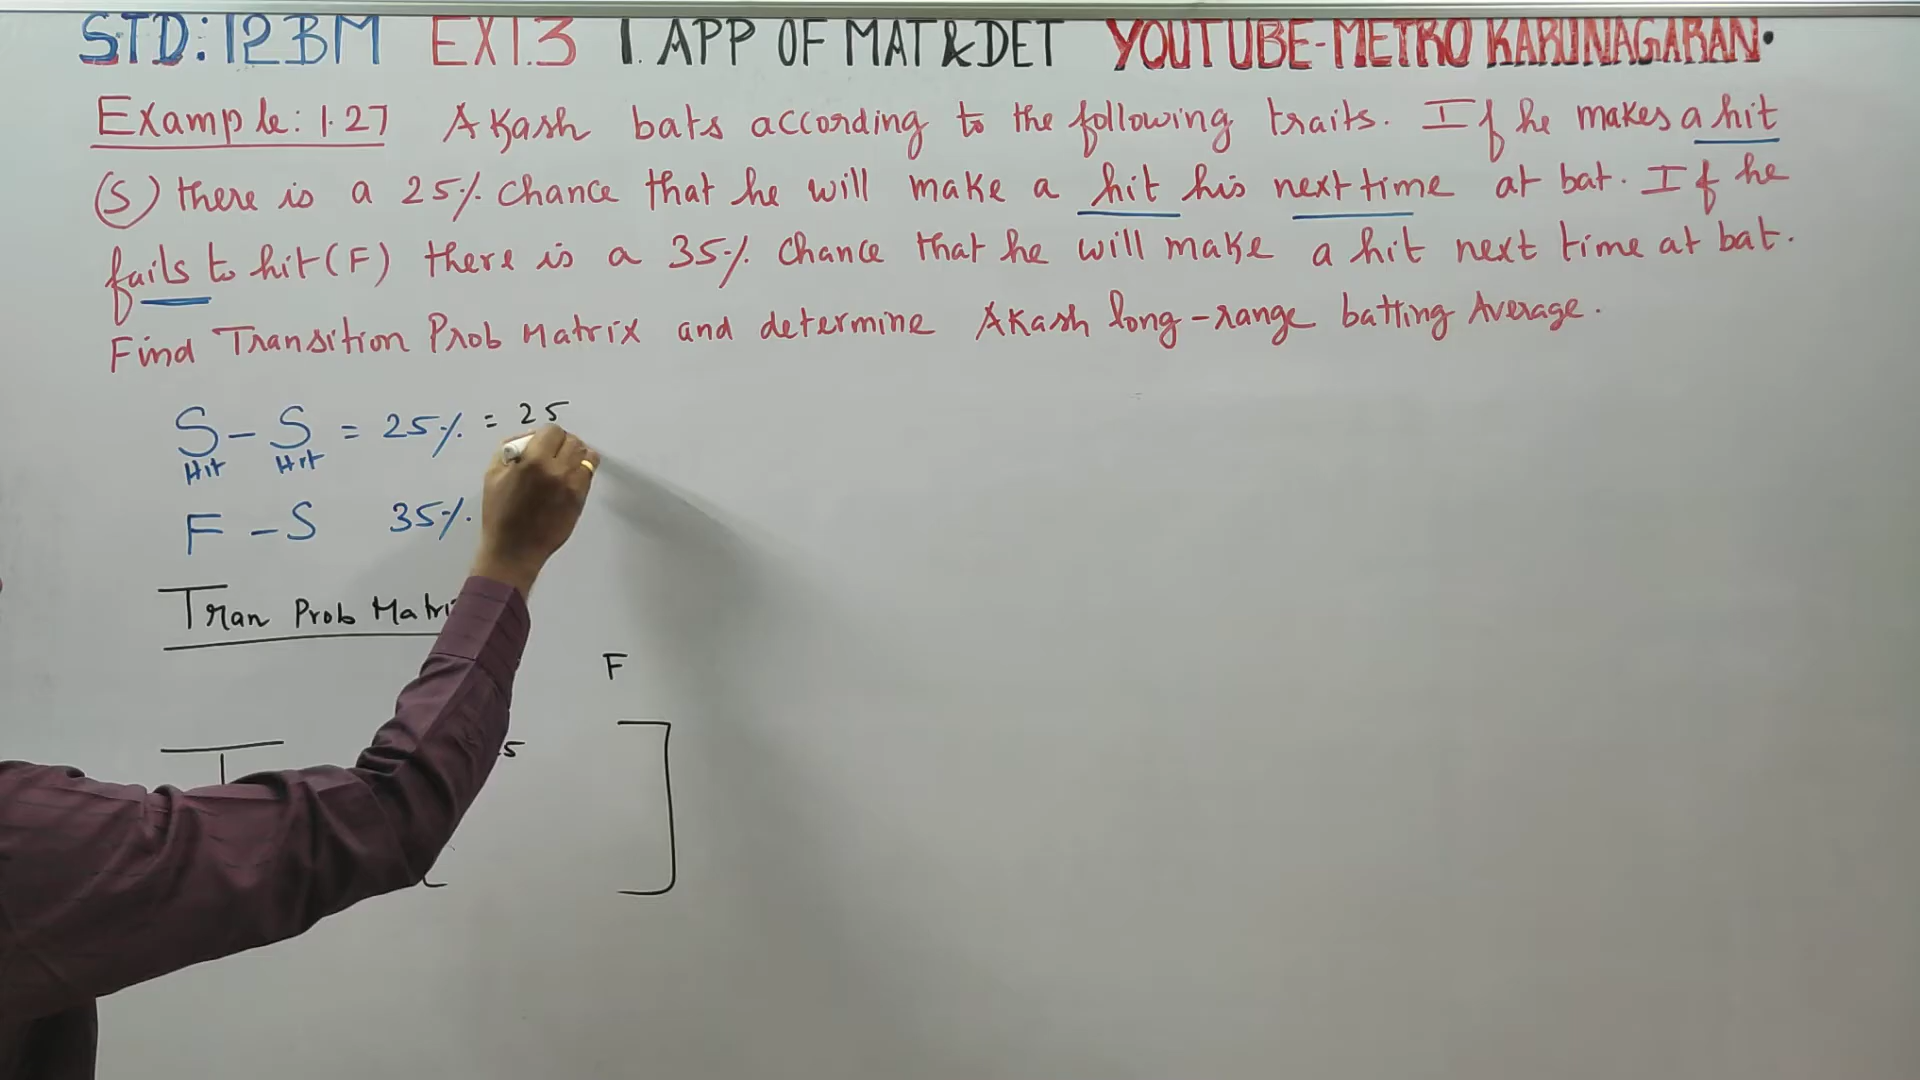 STD: 12BM EX1.3 1. APP OF MAT & DET YOUTUBE-METRO KARUNAGARAN.
Example: 1.27 Akash bats according to the following traits. If he makes a hit
(S) there is a 25% chance that he will make a hit his next time at bat. If he
fails to hit (F) there is a 35% chance that he will make a hit next time at bat.
Find Transition Prob Matrix and determine Akash long-range batting Average.
S - S = 25% = 25
Hit Hit
F - S 35%
Tran Prob
F
T